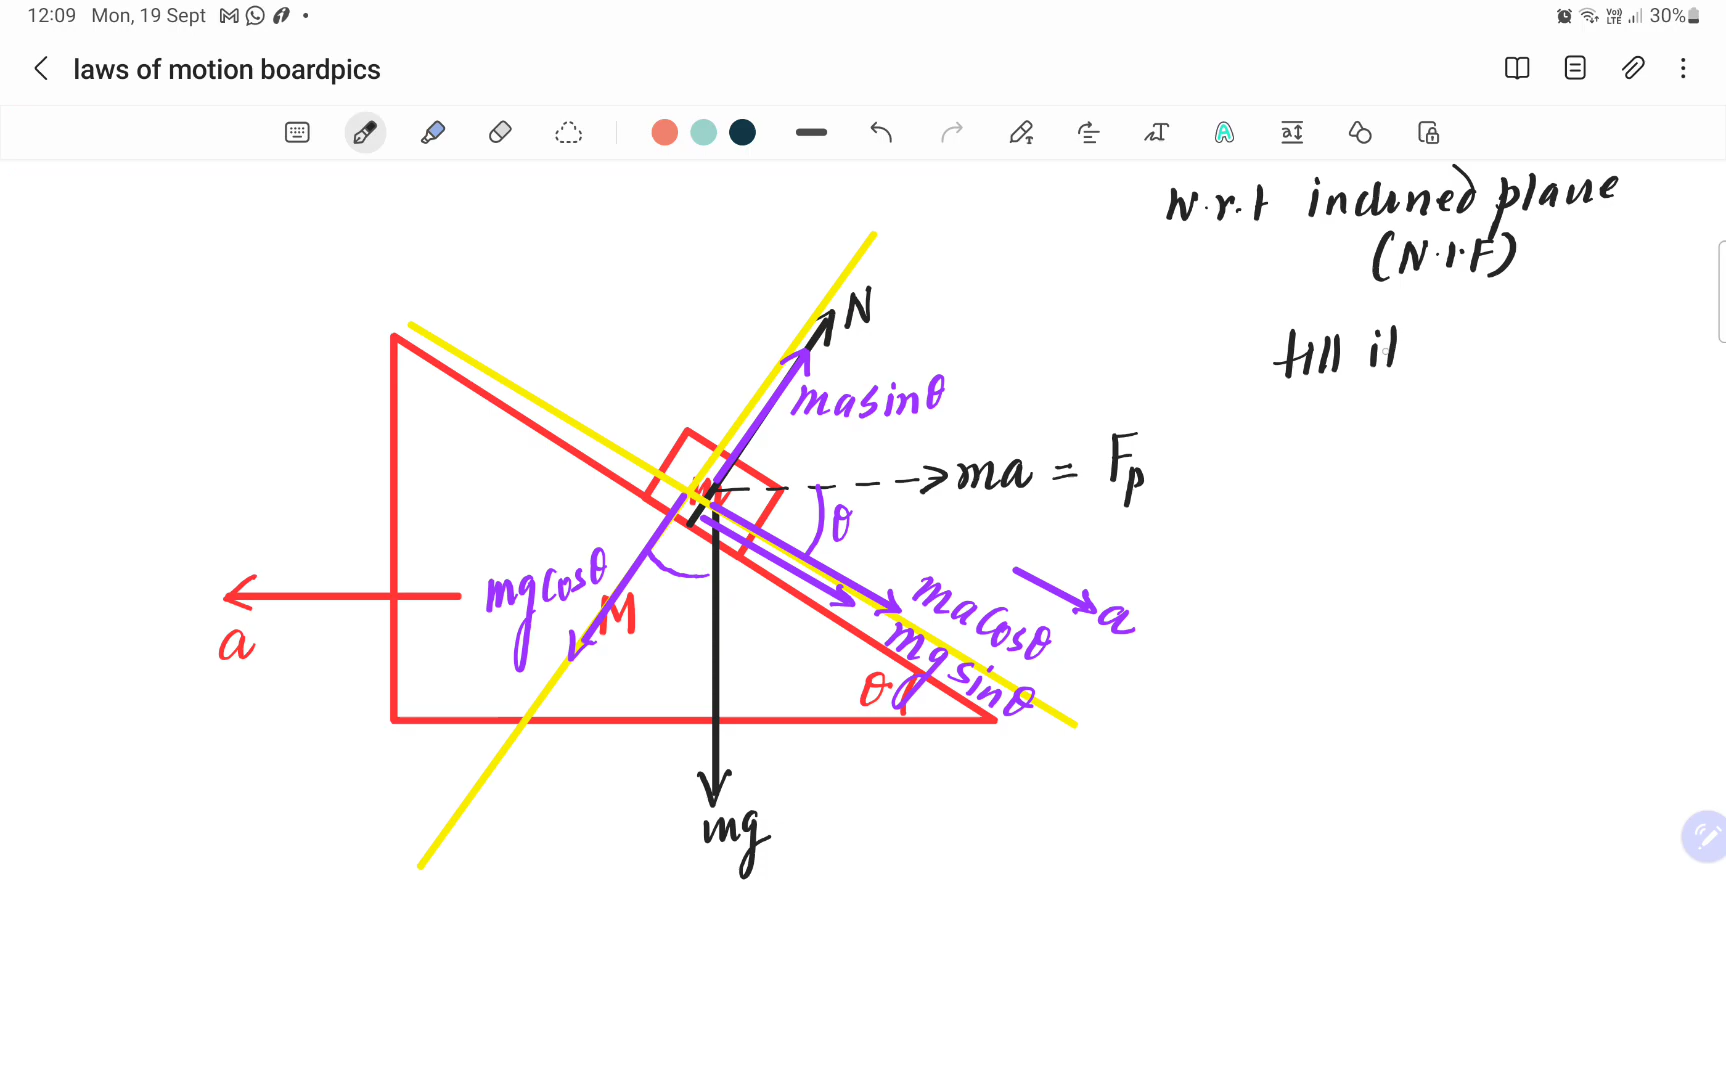 12:09 Mon, 19 Sept
30%
laws of motion boardpics
w.r.t inclined plane
(N.I.F)
till it
N
masinθ
ma = Fp
m
θ
mgcosθ
M
a
macosθ
a
mgsinθ
θ
mg